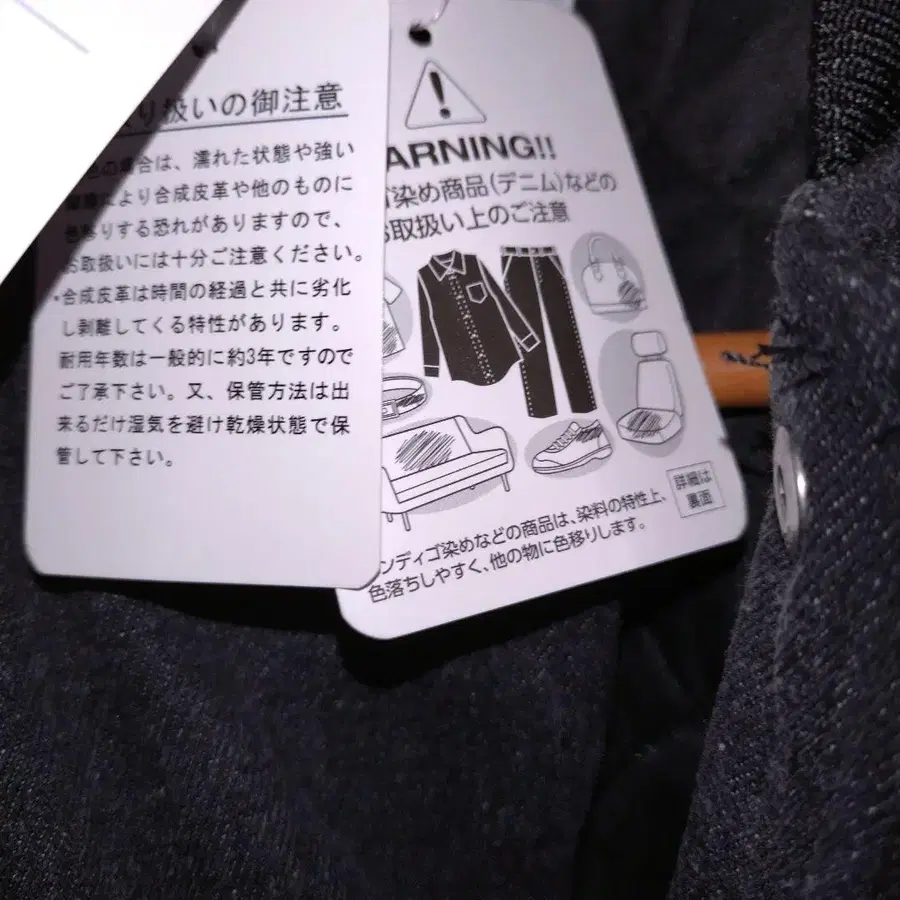 り扱いの御注意
の場合は、濡れた状態や強い
により合成皮革や他のものに
色移りする恐れがありますので、
お取扱いには十分ご注意ください。
・合成皮革は時間の経過と共に劣化
し剥離してくる特性があります。
耐用年数は一般的に約3年ですので
ご了承下さい。又、保管方法は出
来るだけ湿気を避け乾燥状態で保
管して下さい。
ARNING!!
ゴ染め商品(デニム)などの
お取扱い上のご注意
詳細は
裏面
ンディゴ染めなどの商品は、染料の特性上、
色落ちしやすく、他の物に色移りします。